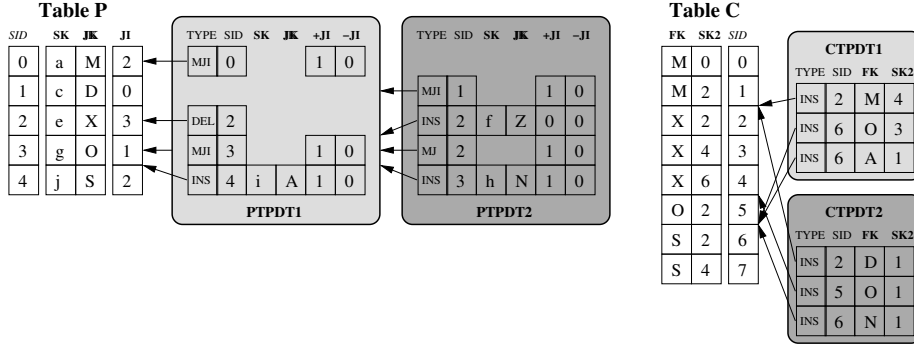 Table P
SID SK JK JI
0 a M 2
1 c D 0
2 e X 3
3 g O 1
4 j S 2
TYPE SID SK JK +JI −JI
MJI 0 1 0
DEL 2
MJI 3 1 0
INS 4 i A 1 0
PTPDT1
TYPE SID SK JK +JI −JI
MJI 1 1 0
INS 2 f Z 0 0
MJ 2 1 0
INS 3 h N 1 0
PTPDT2
Table C
FK SK2 SID
M 0 0
M 2 1
X 2 2
X 4 3
X 6 4
O 2 5
S 2 6
S 4 7
CTPDT1
TYPE SID FK SK2
INS 2 M 4
INS 6 O 3
INS 6 A 1
CTPDT2
TYPE SID FK SK2
INS 2 D 1
INS 5 O 1
INS 6 N 1